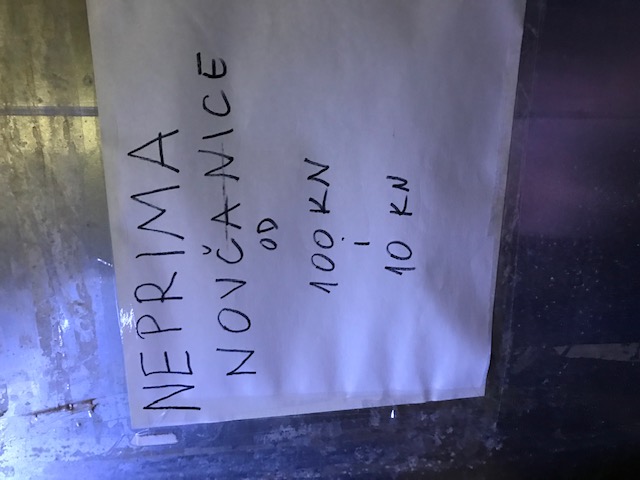 NEPRIMA
NOVČANICE
OD
100 KN
i
10 KN